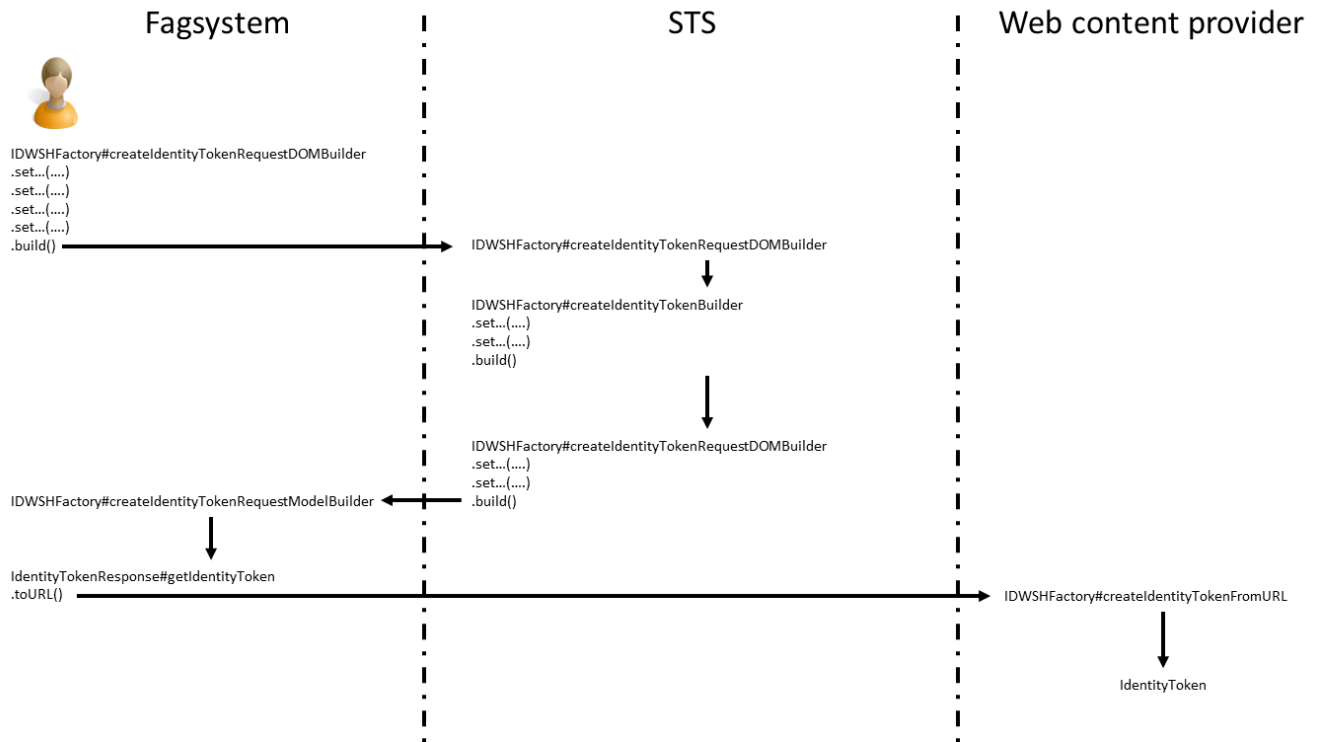 Fagsystem
STS
Web content provider
IDWSHFactory#createIdentityTokenRequestDOMBuilder
.set...(....)
.set...(....)
.set...(....)
.set...(....)
.build()
IDWSHFactory#createIdentityTokenRequestDOMBuilder
IDWSHFactory#createIdentityTokenBuilder
.set...(....)
.set...(....)
.build()
IDWSHFactory#createIdentityTokenRequestDOMBuilder
.set...(....)
.set...(....)
.build()
IDWSHFactory#createIdentityTokenRequestModelBuilder
IdentityTokenResponse#getIdentityToken
.toURL()
IDWSHFactory#createIdentityTokenFromURL
IdentityToken